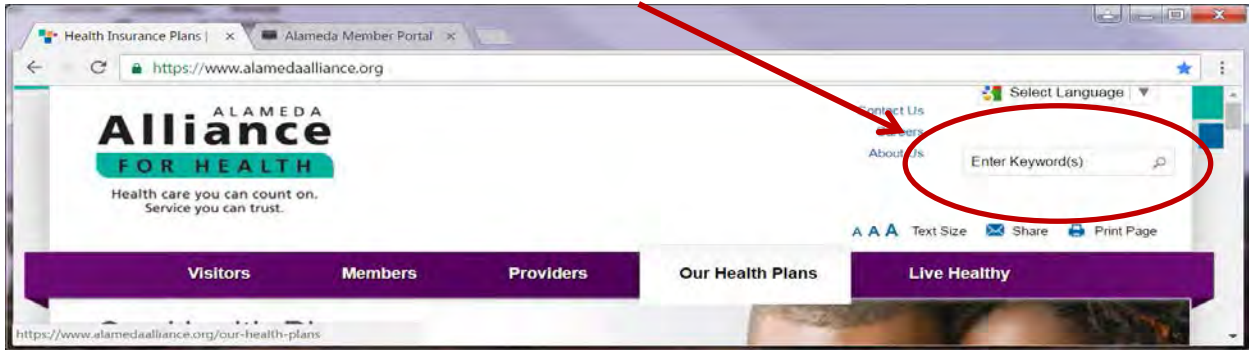 Health Insurance Plans |
Alameda Member Portal
https://www.alamedaalliance.org
Select Language
ALAMEDA
Alliance
FOR HEALTH
Health care you can count on.
Service you can trust.
Contact Us
Careers
About Us
Enter Keyword(s)
A A A Text Size Share Print Page
Visitors Members Providers Our Health Plans Live Healthy
https://www.alamedaalliance.org/our-health-plans